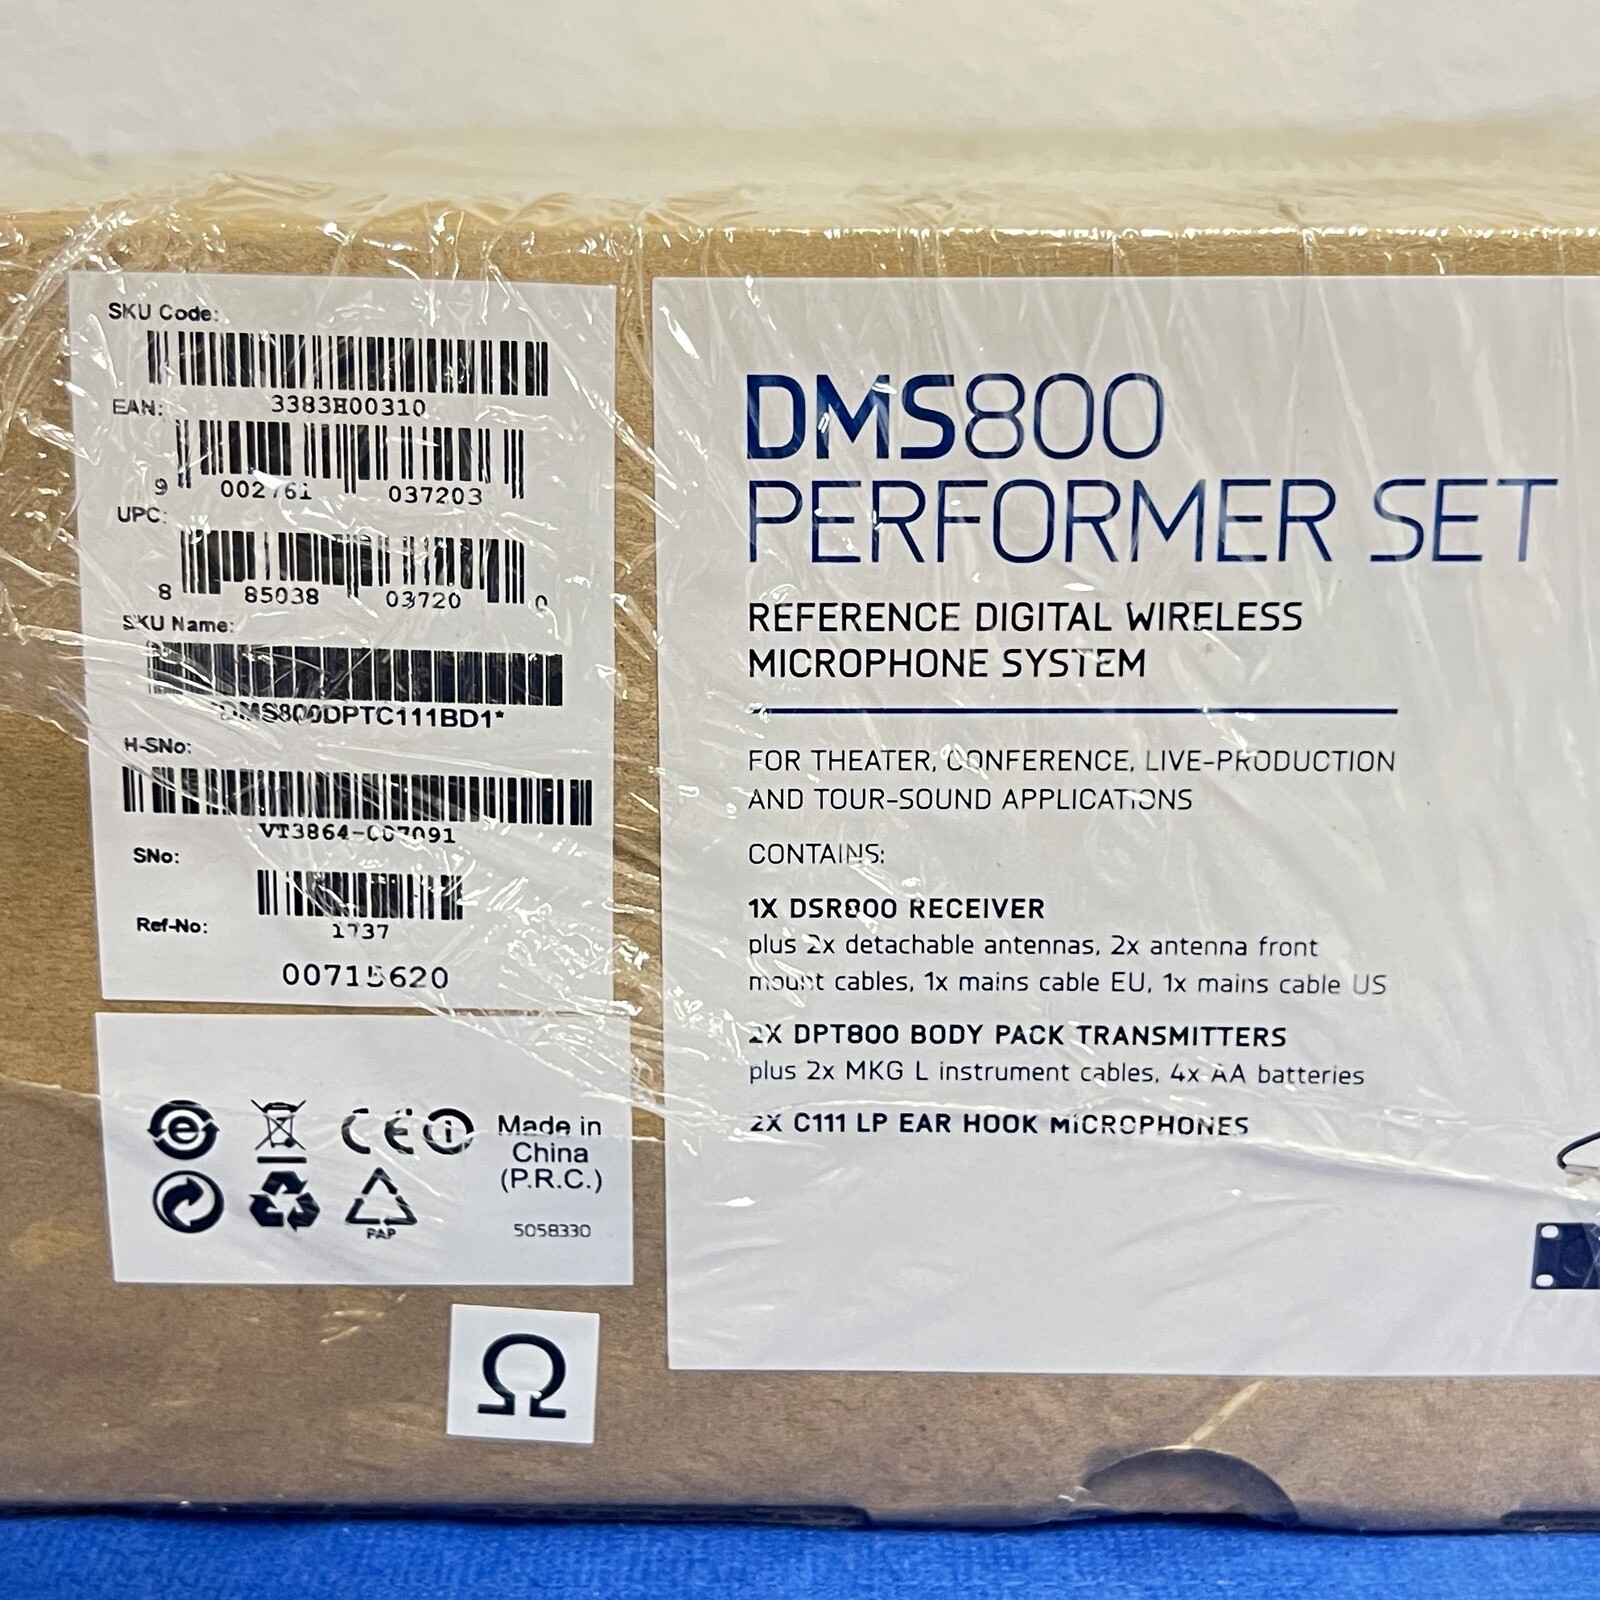 SKU Code:
3383H00310
EAN:
9 002761 037203
UPC:
8 85038 03720 0
SKU Name:
*DMS800DPTC111BD1*
H-SNo:
VT3864-007091
SNo:
1737
Ref-No:
00715620
Made in
China
(P.R.C.)
PAP
5058330
Ω
DMS800
PERFORMER SET
REFERENCE DIGITAL WIRELESS
MICROPHONE SYSTEM
FOR THEATER, CONFERENCE, LIVE-PRODUCTION
AND TOUR-SOUND APPLICATIONS
CONTAINS:
1X DSR800 RECEIVER
plus 2x detachable antennas, 2x antenna front
mount cables, 1x mains cable EU, 1x mains cable US
2X DPT800 BODY PACK TRANSMITTERS
plus 2x MKG L instrument cables, 4x AA batteries
2X C111 LP EAR HOOK MICROPHONES